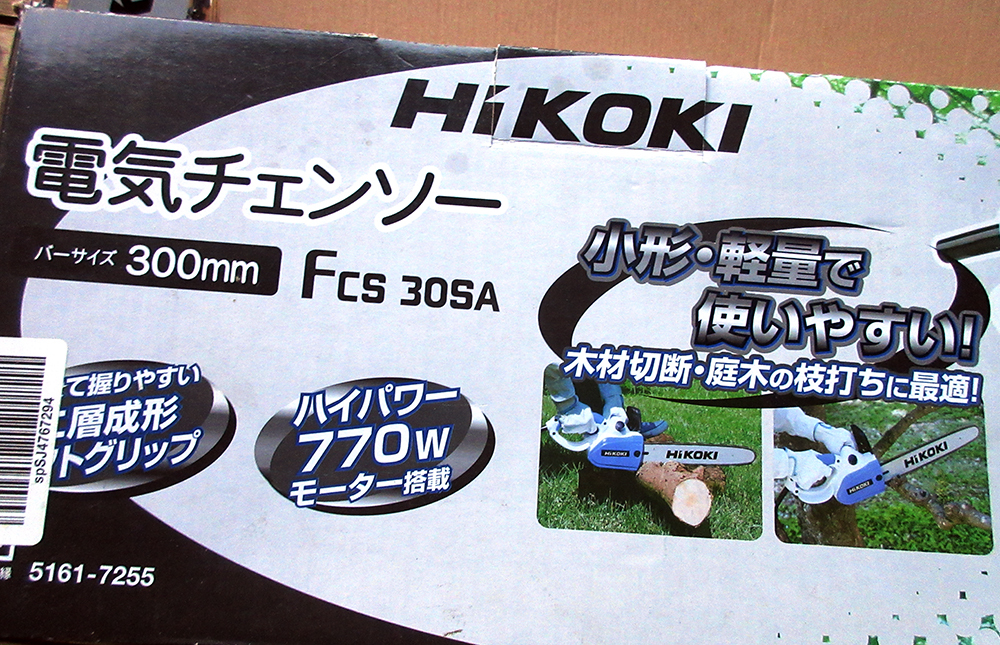 HiKOKI
電気チェンソー
バーサイズ 300mm
FCS 30SA
小形・軽量で
使いやすい!
木材切断・庭木の枝打ちに最適!
て握りやすい
二層成形
トグリップ
ハイパワー
770W
モーター搭載
HiKOKI
HiKOKI
HiKOKI
HiKOKI
spSJ4767294
5161-7255